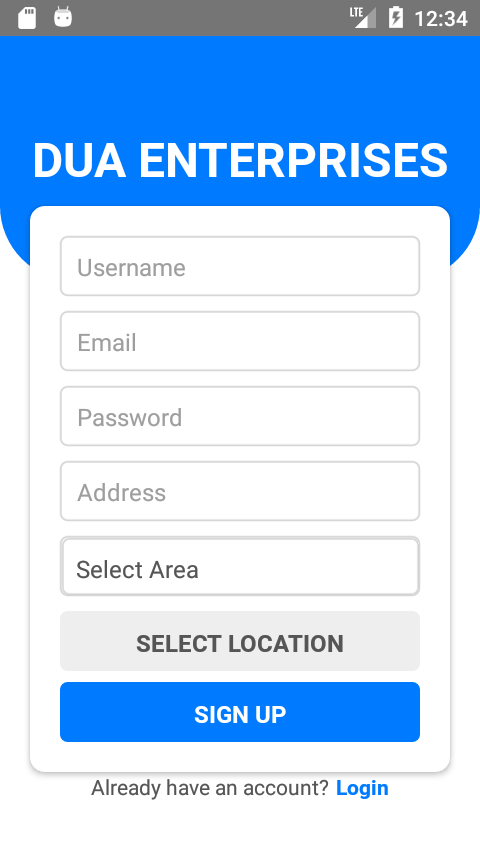 LTE 12:34
DUA ENTERPRISES
Username
Email
Password
Address
Select Area
SELECT LOCATION
SIGN UP
Already have an account? Login